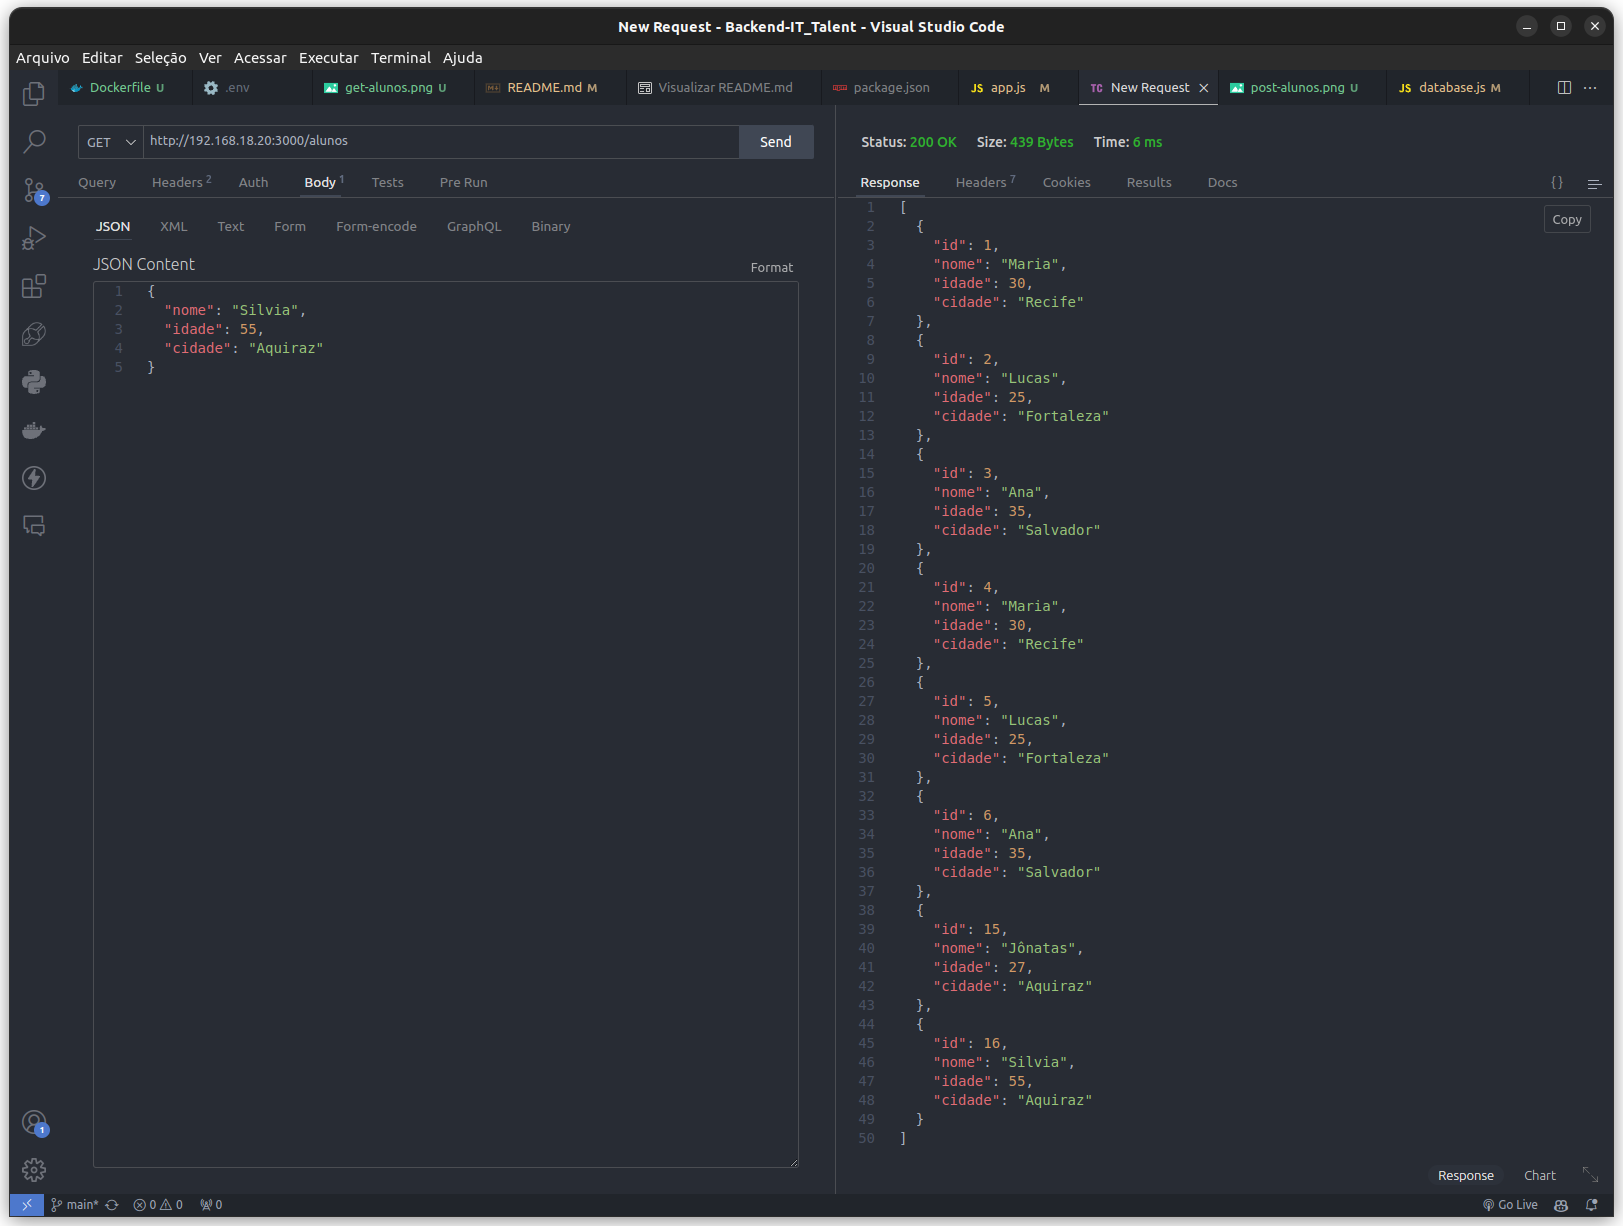 New Request - Backend-IT_Talent - Visual Studio Code
Arquivo Editar Seleção Ver Acessar Executar Terminal Ajuda
Dockerfile U .env get-alunos.png U README.md M Visualizar README.md package.json JS app.js M TC New Request post-alunos.png U JS database.js M
GET http://192.168.18.20:3000/alunos Send
Query Headers 2 Auth Body 1 Tests Pre Run
JSON XML Text Form Form-encode GraphQL Binary
JSON Content Format
1 {
2 "nome": "Silvia",
3 "idade": 55,
4 "cidade": "Aquiraz"
5 }
Status: 200 OK Size: 439 Bytes Time: 6 ms
Response Headers 7 Cookies Results Docs {}
Copy
1 [
2 {
3 "id": 1,
4 "nome": "Maria",
5 "idade": 30,
6 "cidade": "Recife"
7 },
8 {
9 "id": 2,
10 "nome": "Lucas",
11 "idade": 25,
12 "cidade": "Fortaleza"
13 },
14 {
15 "id": 3,
16 "nome": "Ana",
17 "idade": 35,
18 "cidade": "Salvador"
19 },
20 {
21 "id": 4,
22 "nome": "Maria",
23 "idade": 30,
24 "cidade": "Recife"
25 },
26 {
27 "id": 5,
28 "nome": "Lucas",
29 "idade": 25,
30 "cidade": "Fortaleza"
31 },
32 {
33 "id": 6,
34 "nome": "Ana",
35 "idade": 35,
36 "cidade": "Salvador"
37 },
38 {
39 "id": 15,
40 "nome": "Jônatas",
41 "idade": 27,
42 "cidade": "Aquiraz"
43 },
44 {
45 "id": 16,
46 "nome": "Silvia",
47 "idade": 55,
48 "cidade": "Aquiraz"
49 }
50 ]
Response Chart
7
1
main* 0 0 0 Go Live